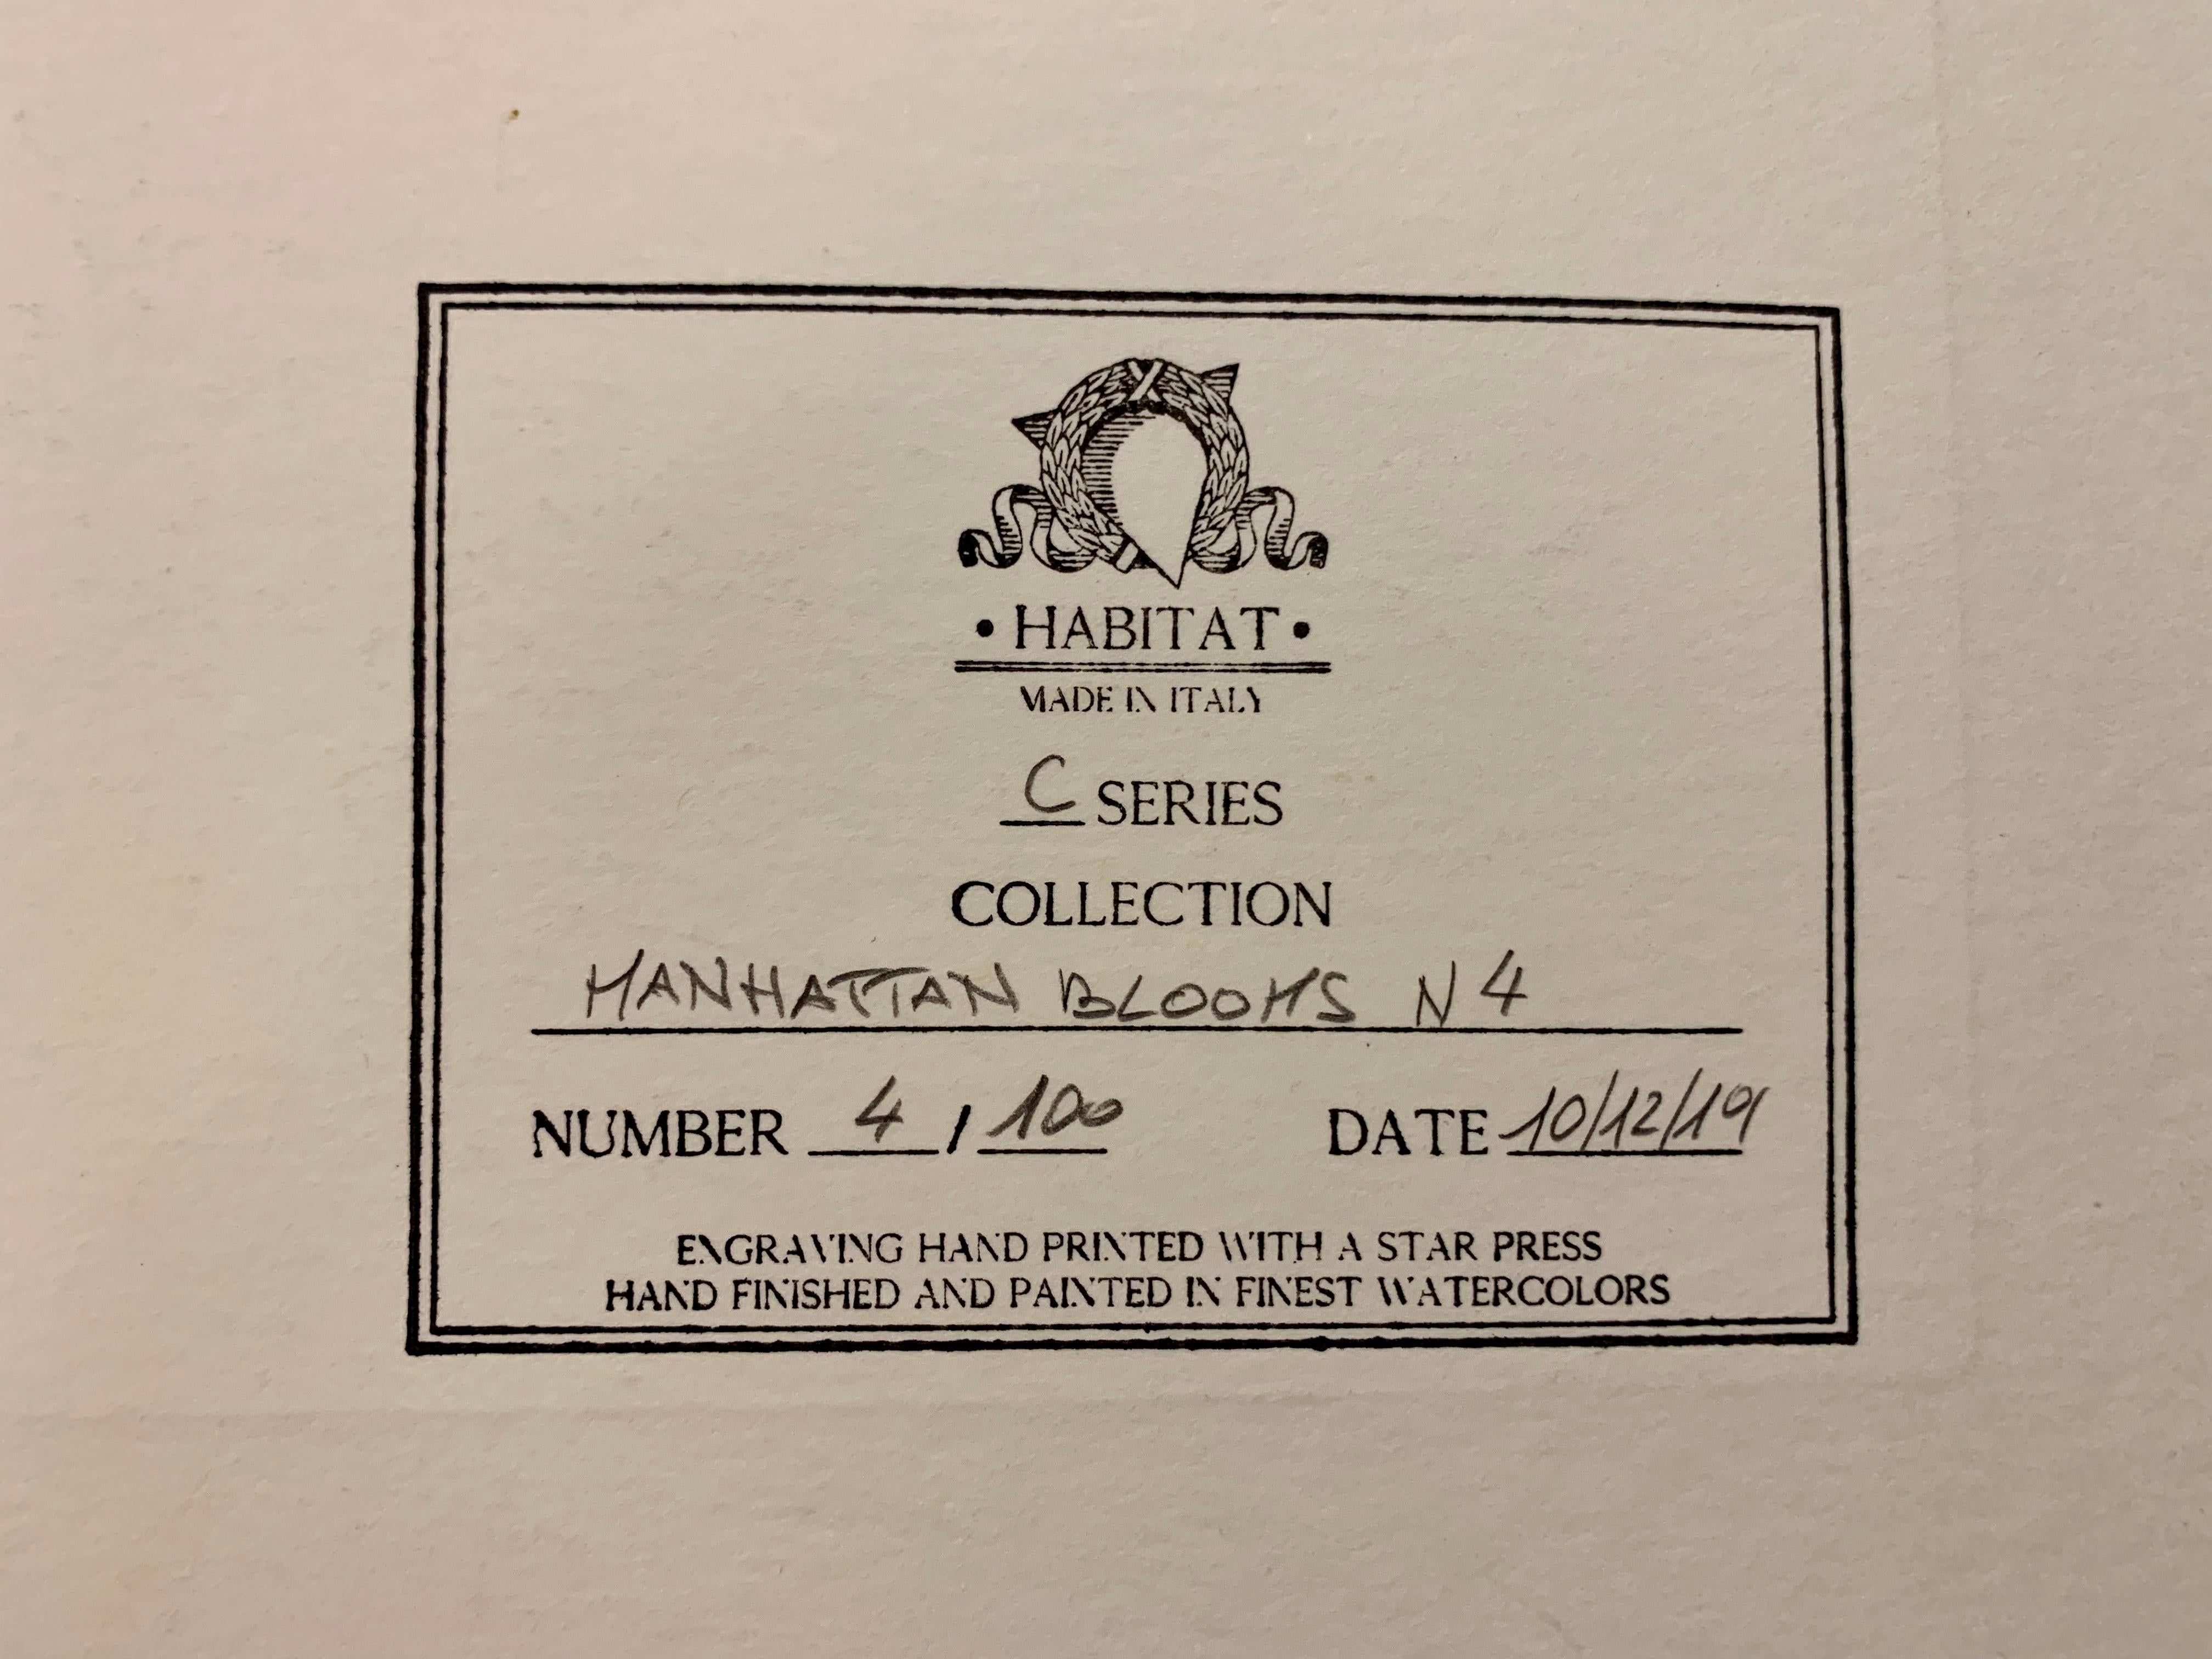 • HABITAT •
MADE IN ITALY
C SERIES
COLLECTION
MANHATTAN BLOOMS N 4
NUMBER 4 / 100 DATE 10/12/19
ENGRAVING HAND PRINTED WITH A STAR PRESS
HAND FINISHED AND PAINTED IN FINEST WATERCOLORS